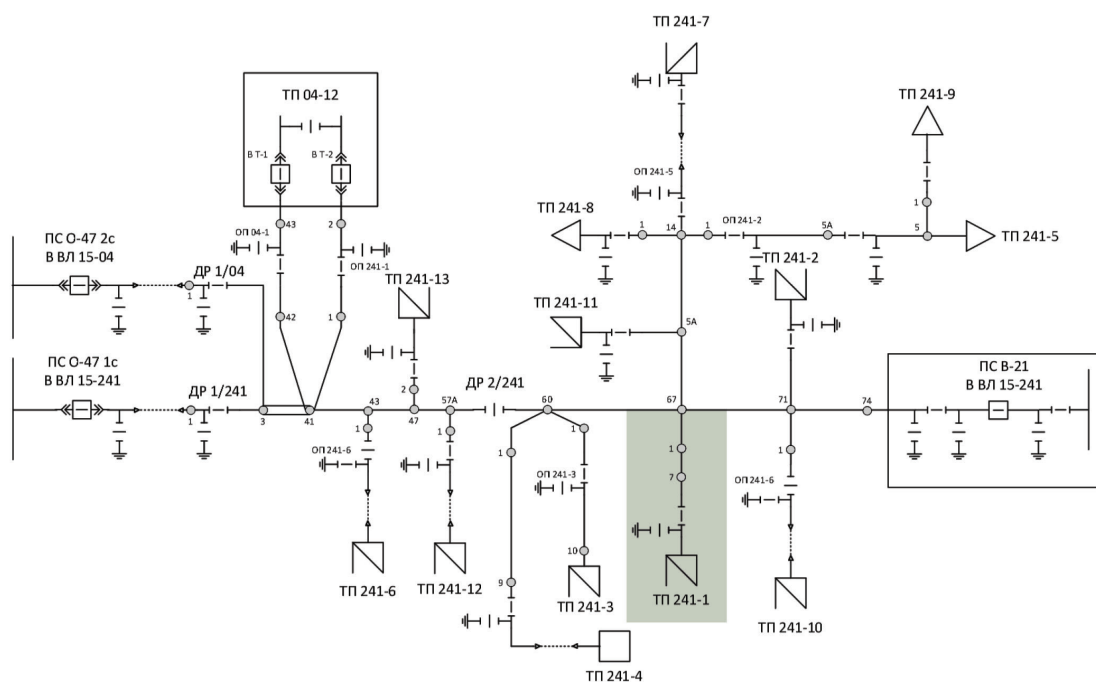 ТП 241-7
ТП 04-12
ТП 241-9
В Т-1
В Т-2
ОП 241-5
43
2
ТП 241-8
1
14
1
ОП 241-2
5А
1
5
ТП 241-5
ПС О-47 2с
В ВЛ 15-04
ОП 04-1
ОП 241-1
ТП 241-2
ДР 1/04
ТП 241-13
ТП 241-11
1
42
1
5А
ПС О-47 1с
В ВЛ 15-241
ПС В-21
В ВЛ 15-241
ДР 1/241
2
ДР 2/241
43
57А
60
67
71
74
1
3
41
47
1
1
1
1
1
1
ОП 241-6
ОП 241-3
7
ОП 241-6
10
9
ТП 241-6
ТП 241-12
ТП 241-3
ТП 241-1
ТП 241-10
ТП 241-4